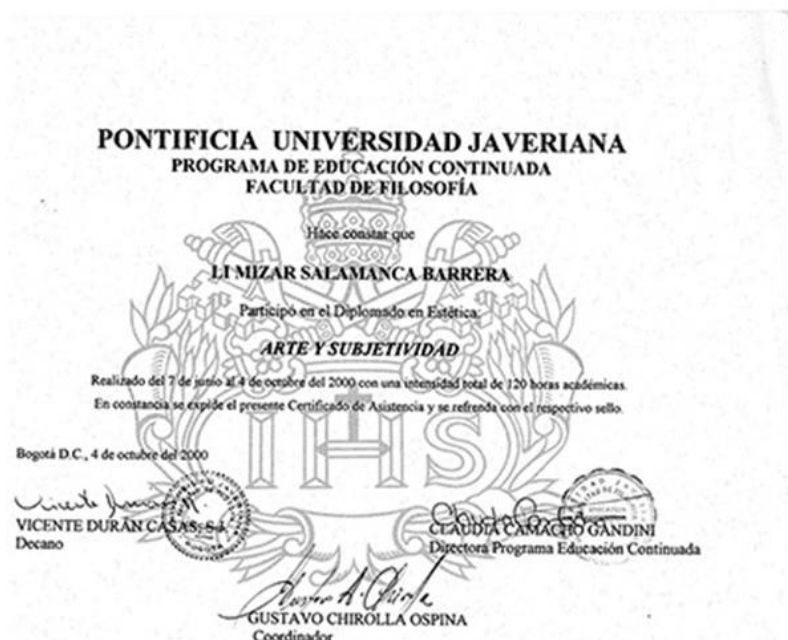 PONTIFICIA UNIVERSIDAD JAVERIANA
PROGRAMA DE EDUCACIÓN CONTINUADA
FACULTAD DE FILOSOFÍA
Hace constar que
LI MIZAR SALAMANCA BARRERA
Participó en el Diplomado en Estética:
ARTE Y SUBJETIVIDAD
Realizado del 7 de junio al 4 de octubre del 2000 con una intensidad total de 120 horas académicas.
En constancia se expide el presente Certificado de Asistencia y se refrenda con el respectivo sello.
IHS
Bogotá D.C., 4 de octubre del 2000
VICENTE DURÁN CASAS, S.J.
Decano
CLAUDIA CAMACHO GANDINI
Directora Programa Educación Continuada
GUSTAVO CHIROLLA OSPINA
Coordinador